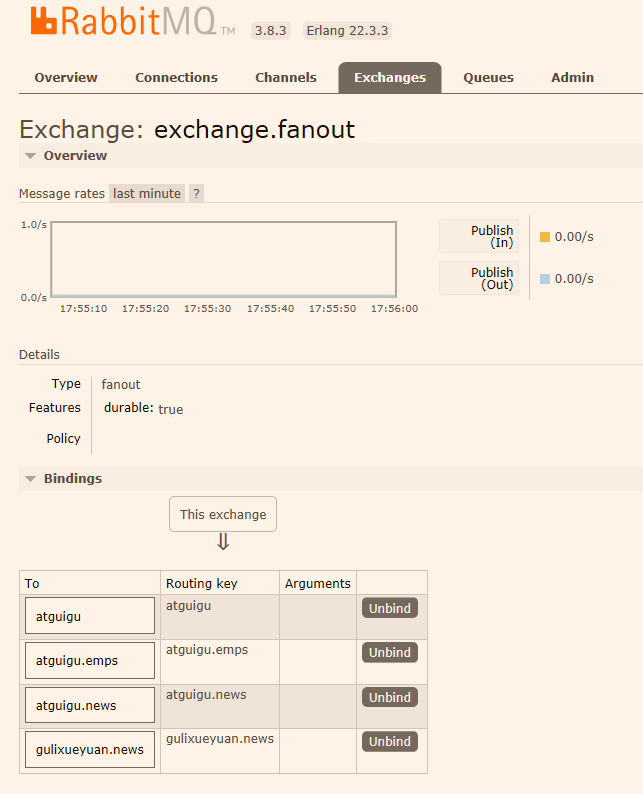 RabbitMQ TM 3.8.3 Erlang 22.3.3
Overview Connections Channels Exchanges Queues Admin
Exchange: exchange.fanout
Overview
Message rates last minute ?
1.0/s
0.0/s
17:55:10 17:55:20 17:55:30 17:55:40 17:55:50 17:56:00
Publish
(In)
0.00/s
Publish
(Out)
0.00/s
Details
Type fanout
Features durable: true
Policy
Bindings
This exchange
⇓
To Routing key Arguments
atguigu atguigu Unbind
atguigu.emps atguigu.emps Unbind
atguigu.news atguigu.news Unbind
gulixueyuan.news gulixueyuan.news Unbind